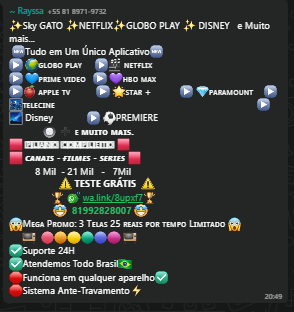 ~ Rayssa +55 81 8971-9732
✨Sky GATO ✨NETFLIX✨GLOBO PLAY ✨ DISNEY e Muito
mais...
🆕Tudo em Um Único Aplicativo🆕
▶️🌍GLOBO PLAY ▶️🎬 NETFLIX
▶️💙PRIME VIDEO ▶️💜HBO MAX
▶️🍎 APPLE TV ▶️🌟STAR + ▶️💎PARAMOUNT ▶️
🌠TELECINE ▶️
🌌 Disney ▶️⚽PREMIERE
⚪ ➕ E MUITO MAIS.
🟥 CANAIS - FILMES - SERIES 🟥
8 Mil - 21 Mil - 7Mil
⚠️ TESTE GRÁTIS ⚠️
🏆 wa.link/8upxf7🏆
🤩 81992828007 🤩
😱MEGA PROMO: 3 TELAS 25 REAIS POR TEMPO LIMITADO 😱
✅Suporte 24H
✅Atendemos Todo Brasil🇧🇷
🔴Funciona em qualquer aparelho✅
🔴Sistema Ante-Travamento⚡
20:49